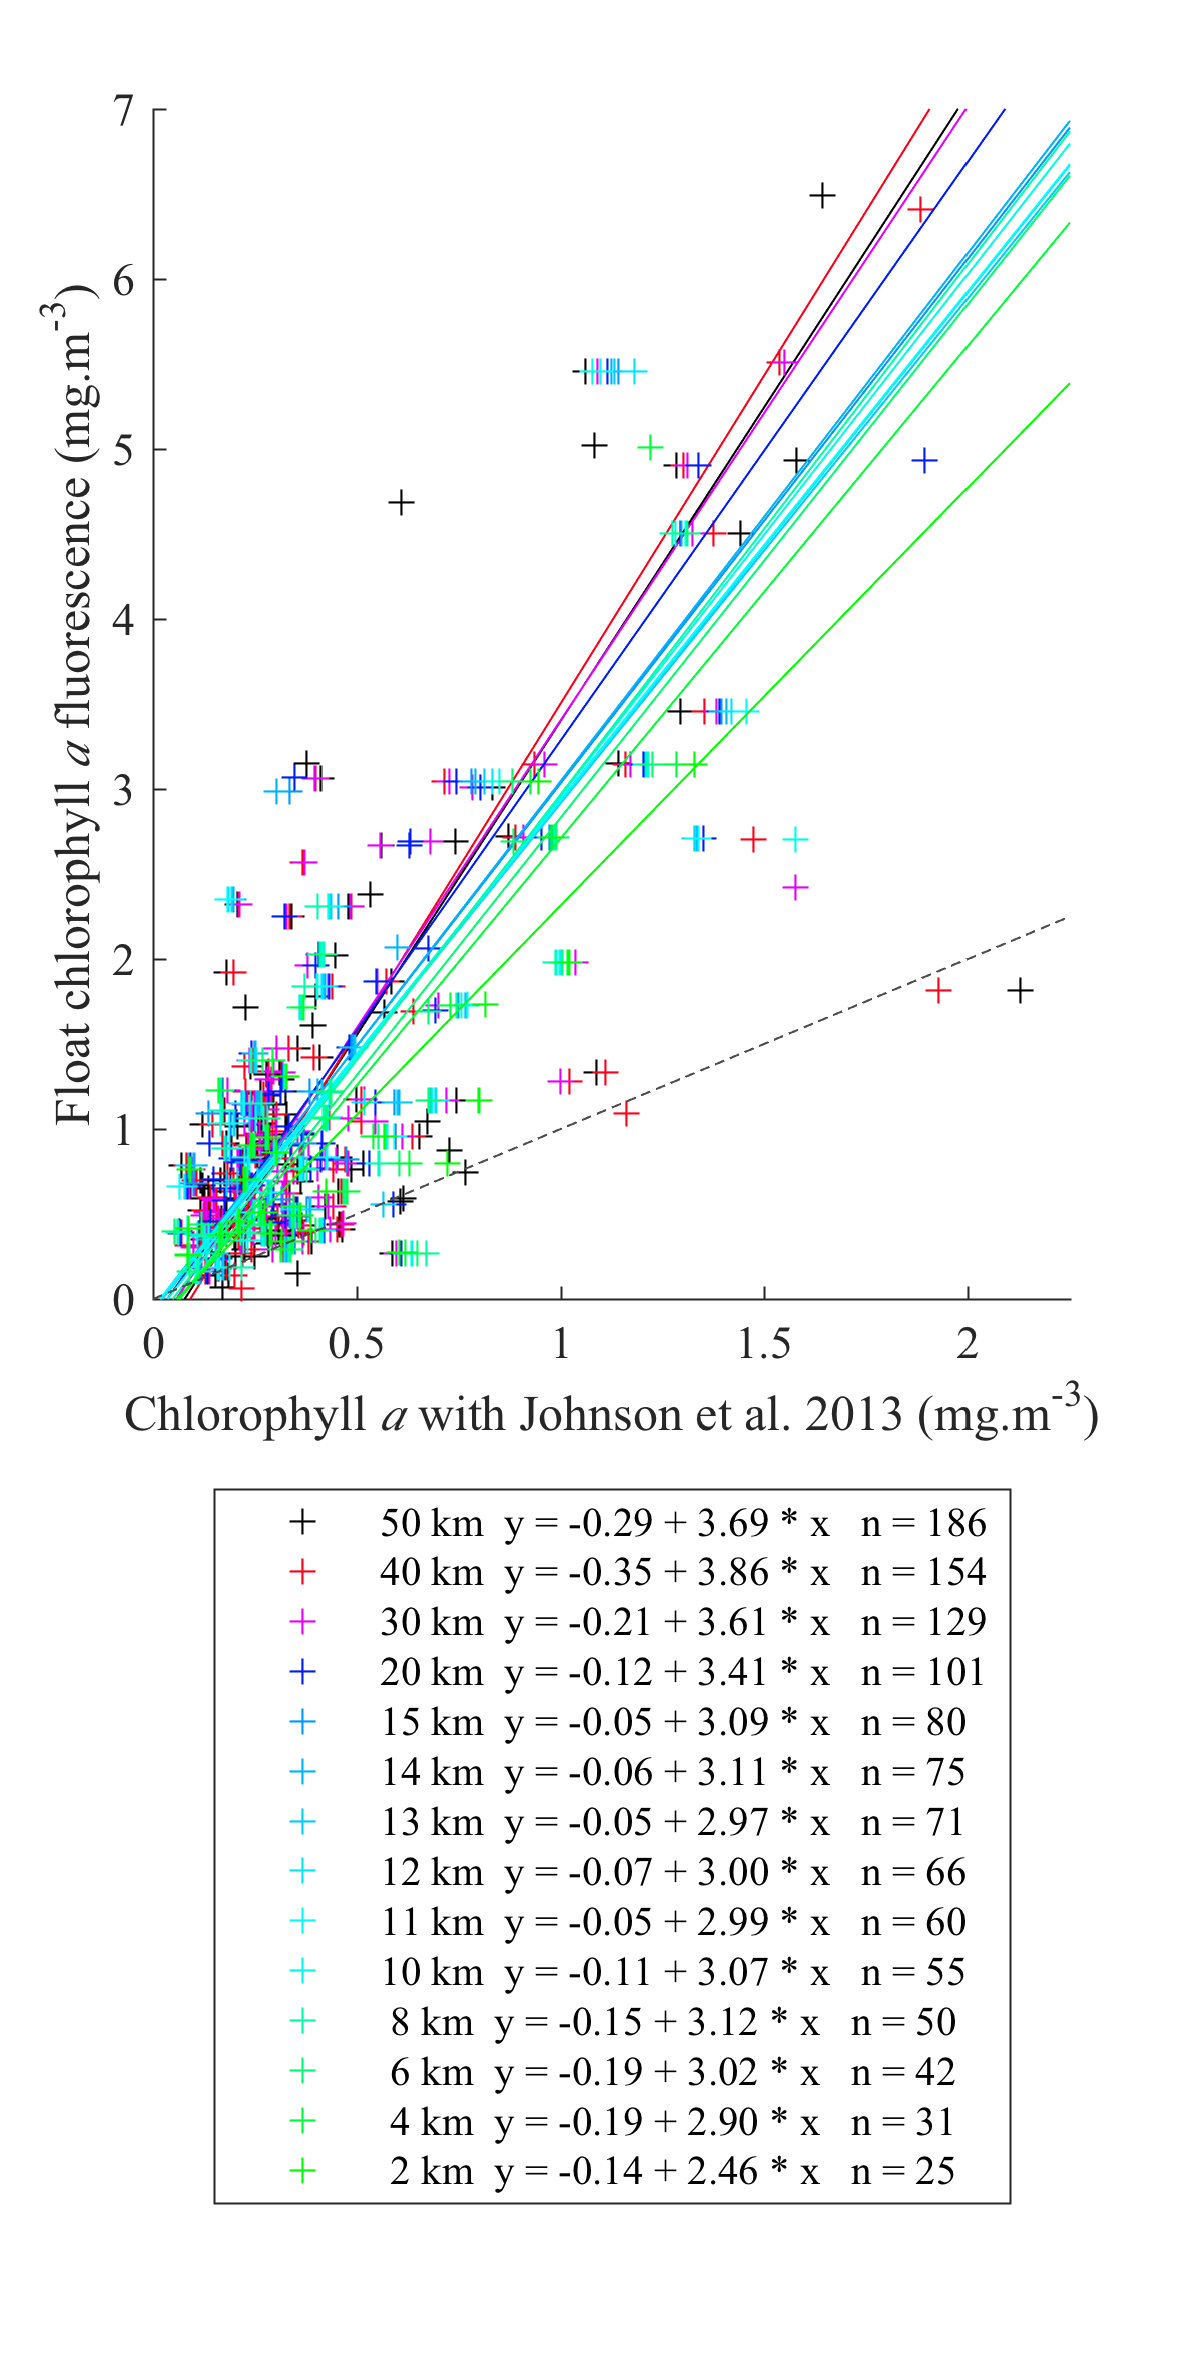 7
6
5
4
3
2
1
0
Float chlorophyll a fluorescence (mg.m-3)
0 0.5 1 1.5 2
Chlorophyll a with Johnson et al. 2013 (mg.m-3)
50 km y = -0.29 + 3.69 * x n = 186
40 km y = -0.35 + 3.86 * x n = 154
30 km y = -0.21 + 3.61 * x n = 129
20 km y = -0.12 + 3.41 * x n = 101
15 km y = -0.05 + 3.09 * x n = 80
14 km y = -0.06 + 3.11 * x n = 75
13 km y = -0.05 + 2.97 * x n = 71
12 km y = -0.07 + 3.00 * x n = 66
11 km y = -0.05 + 2.99 * x n = 60
10 km y = -0.11 + 3.07 * x n = 55
8 km y = -0.15 + 3.12 * x n = 50
6 km y = -0.19 + 3.02 * x n = 42
4 km y = -0.19 + 2.90 * x n = 31
2 km y = -0.14 + 2.46 * x n = 25